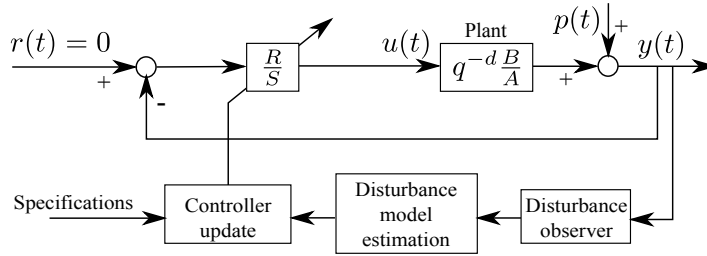 r(t) = 0
+
-
R/S
u(t)
Plant
q^{-d} B/A
p(t)
+
+
y(t)
Specifications
Controller
update
Disturbance
model
estimation
Disturbance
observer